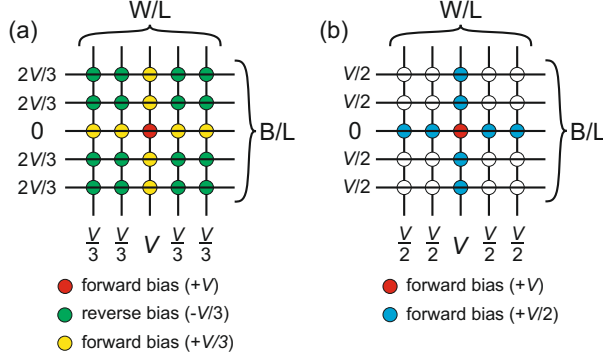 W/L
(a)
2V/3
2V/3
0
2V/3
2V/3
B/L
V/3 V/3 V V/3 V/3
forward bias (+V)
reverse bias (-V/3)
forward bias (+V/3)
W/L
(b)
V/2
V/2
0
V/2
V/2
B/L
V/2 V/2 V V/2 V/2
forward bias (+V)
forward bias (+V/2)